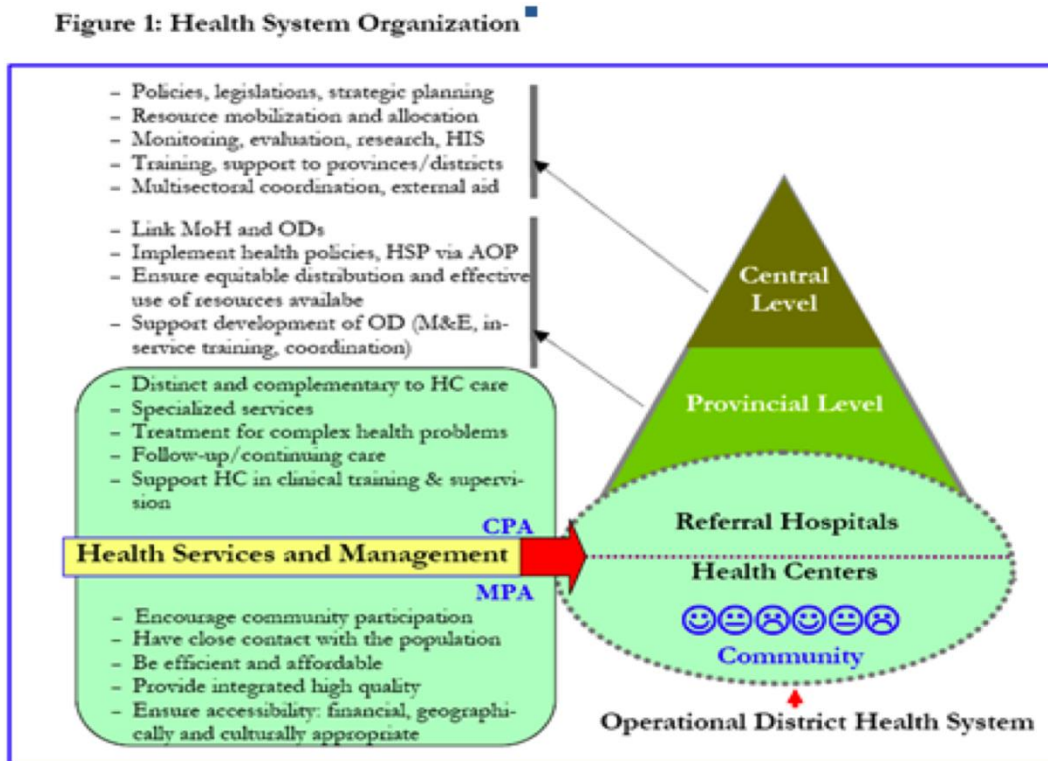 Figure 1: Health System Organization
– Policies, legislations, strategic planning
– Resource mobilization and allocation
– Monitoring, evaluation, research, HIS
– Training, support to provinces/districts
– Multisectoral coordination, external aid
– Link MoH and ODs
– Implement health policies, HSP via AOP
– Ensure equitable distribution and effective
use of resources availabe
– Support development of OD (M&E, in-
service training, coordination)
– Distinct and complementary to HC care
– Specialized services
– Treatment for complex health problems
– Follow-up/continuing care
– Support HC in clinical training & supervi-
sion
CPA
Health Services and Management
MPA
– Encourage community participation
– Have close contact with the population
– Be efficient and affordable
– Provide integrated high quality
– Ensure accessibility: financial, geographi-
cally and culturally appropriate
Central
Level
Provincial Level
Referral Hospitals
Health Centers
Community
Operational District Health System